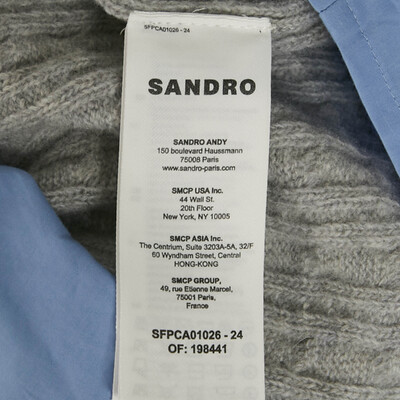 SFPCA01026 - 24
SANDRO
SANDRO ANDY
150 boulevard Haussmann
75008 Paris
www.sandro-paris.com
SMCP USA Inc.
44 Wall St.
20th Floor
New York, NY 10005
SMCP ASIA Inc.
The Centrium, Suite 3203A-5A, 32/F
60 Wyndham Street, Central
HONG-KONG
SMCP GROUP,
49, rue Etienne Marcel,
75001 Paris,
France
SFPCA01026 - 24
OF: 198441